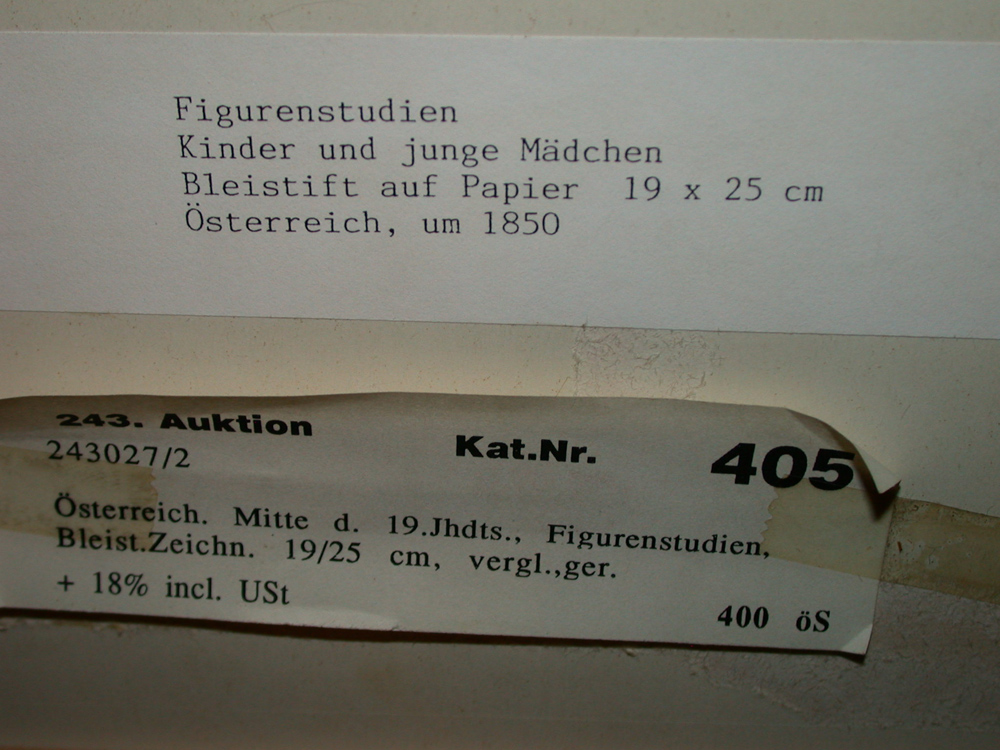 Figurenstudien
Kinder und junge Mädchen
Bleistift auf Papier 19 x 25 cm
Österreich, um 1850
243. Auktion Kat.Nr. 405
243027/2
Österreich. Mitte d. 19.Jhdts., Figurenstudien,
Bleist.Zeichn. 19/25 cm, vergl.,ger.
+ 18% incl. USt
400 öS